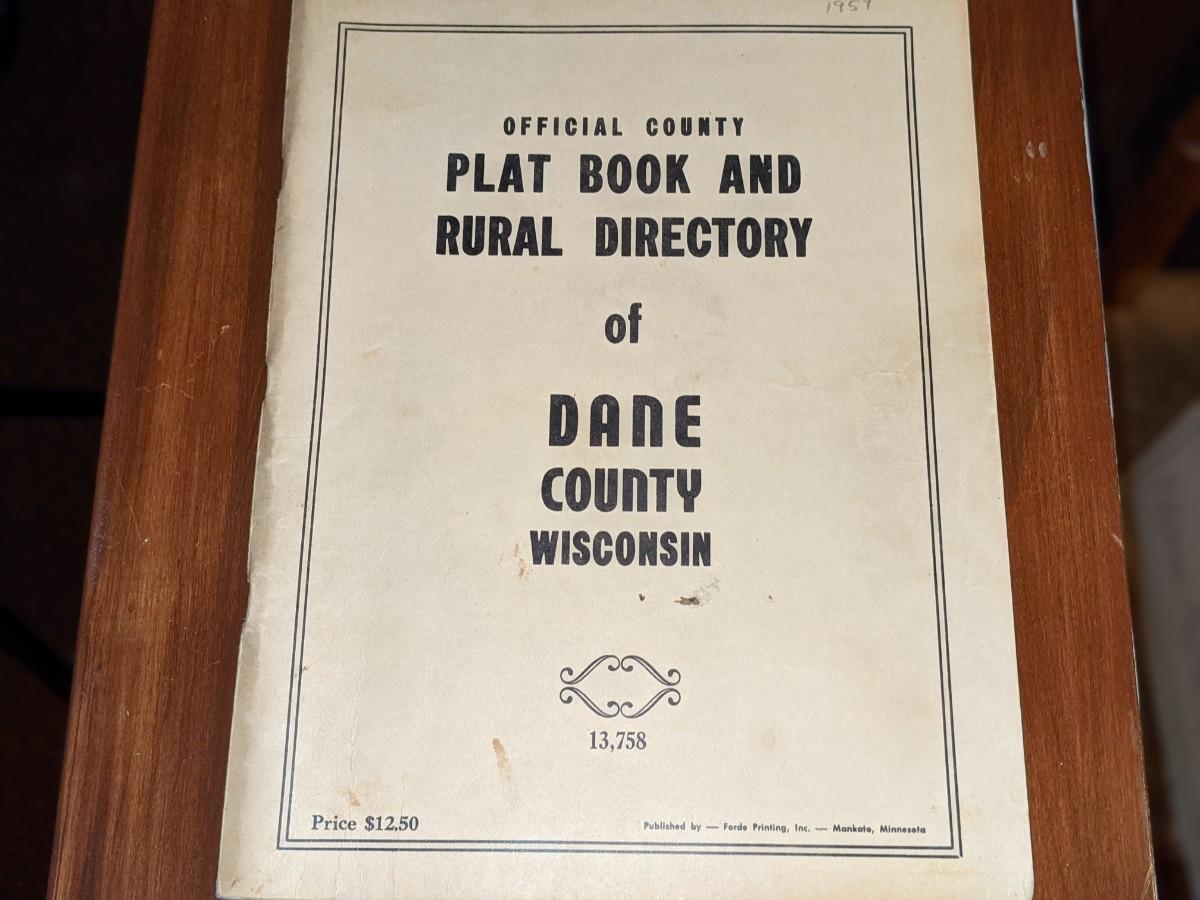 1957
OFFICIAL COUNTY
PLAT BOOK AND
RURAL DIRECTORY
of
DANE
COUNTY
WISCONSIN
13,758
Price $12.50
Published by — Forde Printing, Inc. — Mankato, Minnesota